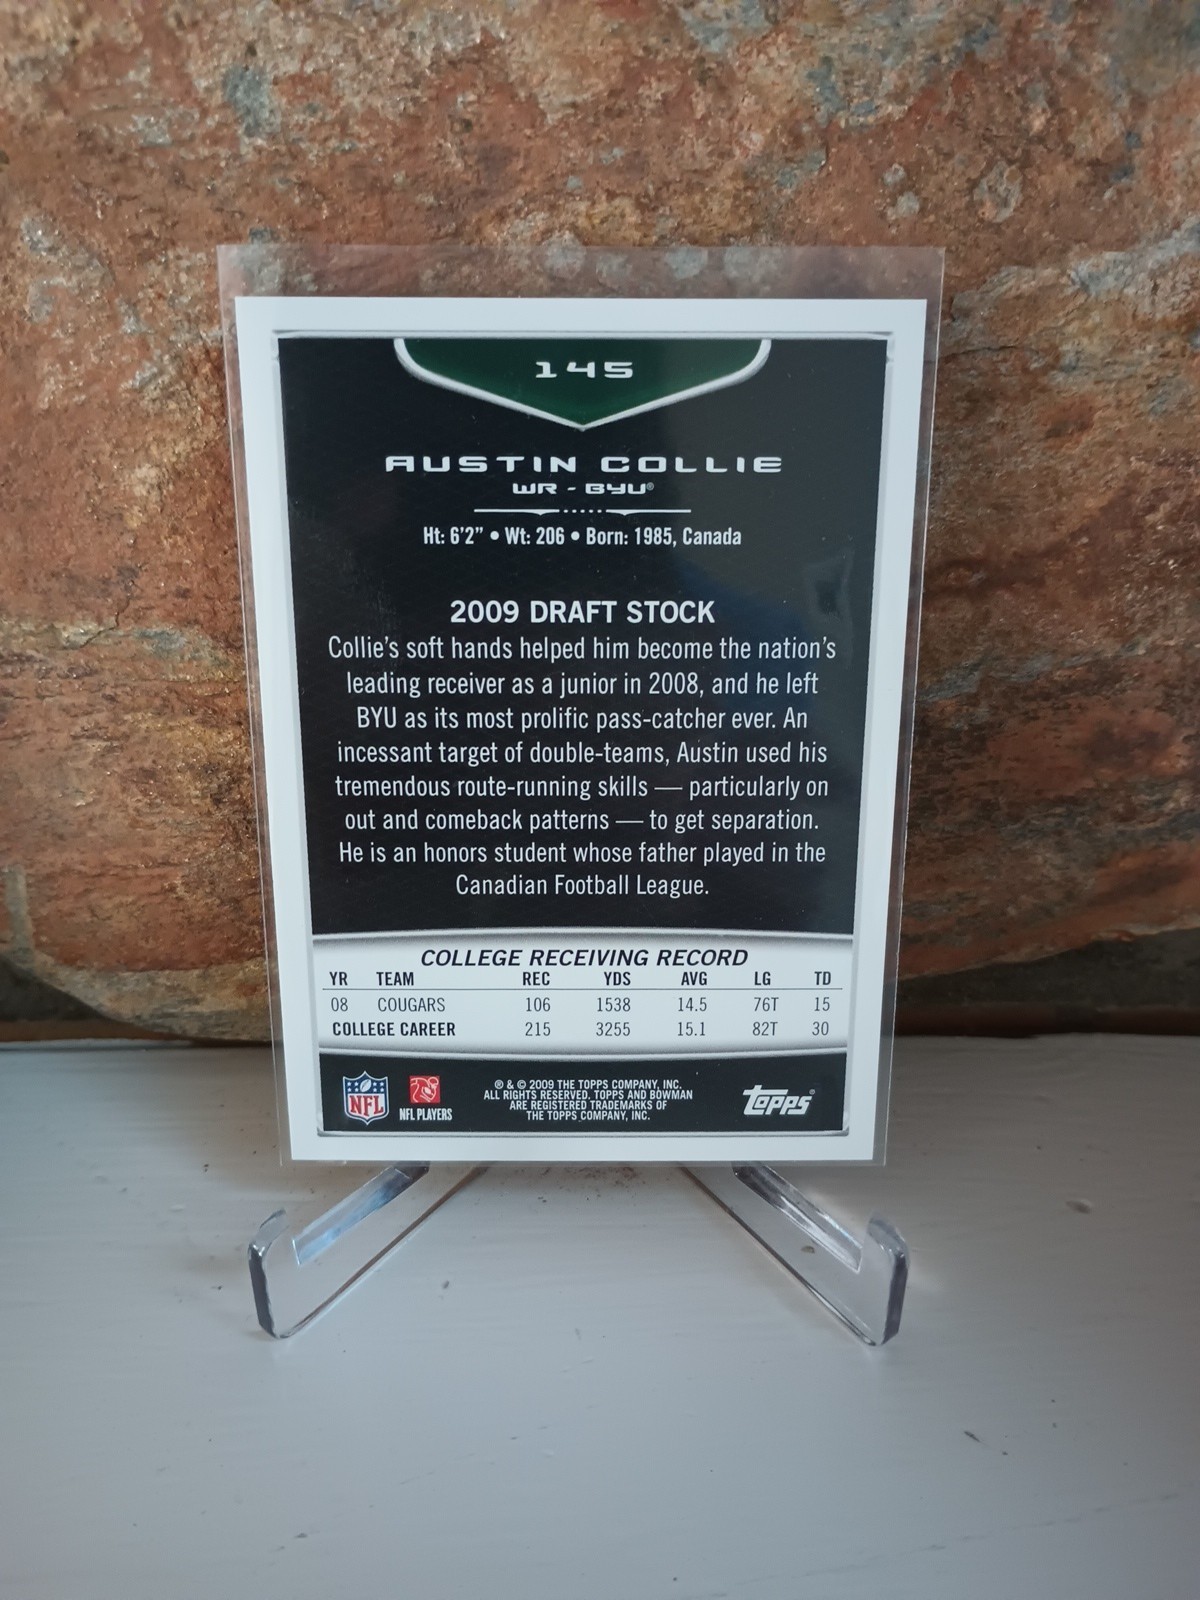 145
AUSTIN COLLIE
WR - BYU®
Ht: 6'2" • Wt: 206 • Born: 1985, Canada
2009 DRAFT STOCK
Collie's soft hands helped him become the nation's
leading receiver as a junior in 2008, and he left
BYU as its most prolific pass-catcher ever. An
incessant target of double-teams, Austin used his
tremendous route-running skills — particularly on
out and comeback patterns — to get separation.
He is an honors student whose father played in the
Canadian Football League.
COLLEGE RECEIVING RECORD
YR TEAM REC YDS AVG LG TD
08 COUGARS 106 1538 14.5 76T 15
COLLEGE CAREER 215 3255 15.1 82T 30
NFL
NFL PLAYERS
® & © 2009 THE TOPPS COMPANY, INC.
ALL RIGHTS RESERVED. TOPPS AND BOWMAN
ARE REGISTERED TRADEMARKS OF
THE TOPPS COMPANY, INC.
Topps®